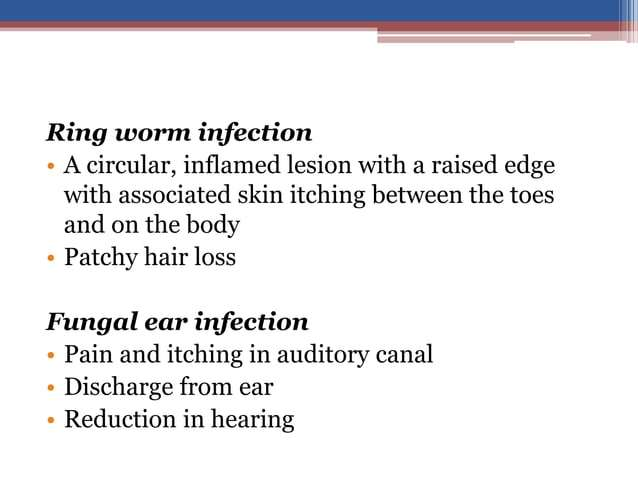 Ring worm infection
• A circular, inflamed lesion with a raised edge
with associated skin itching between the toes
and on the body
• Patchy hair loss
Fungal ear infection
• Pain and itching in auditory canal
• Discharge from ear
• Reduction in hearing